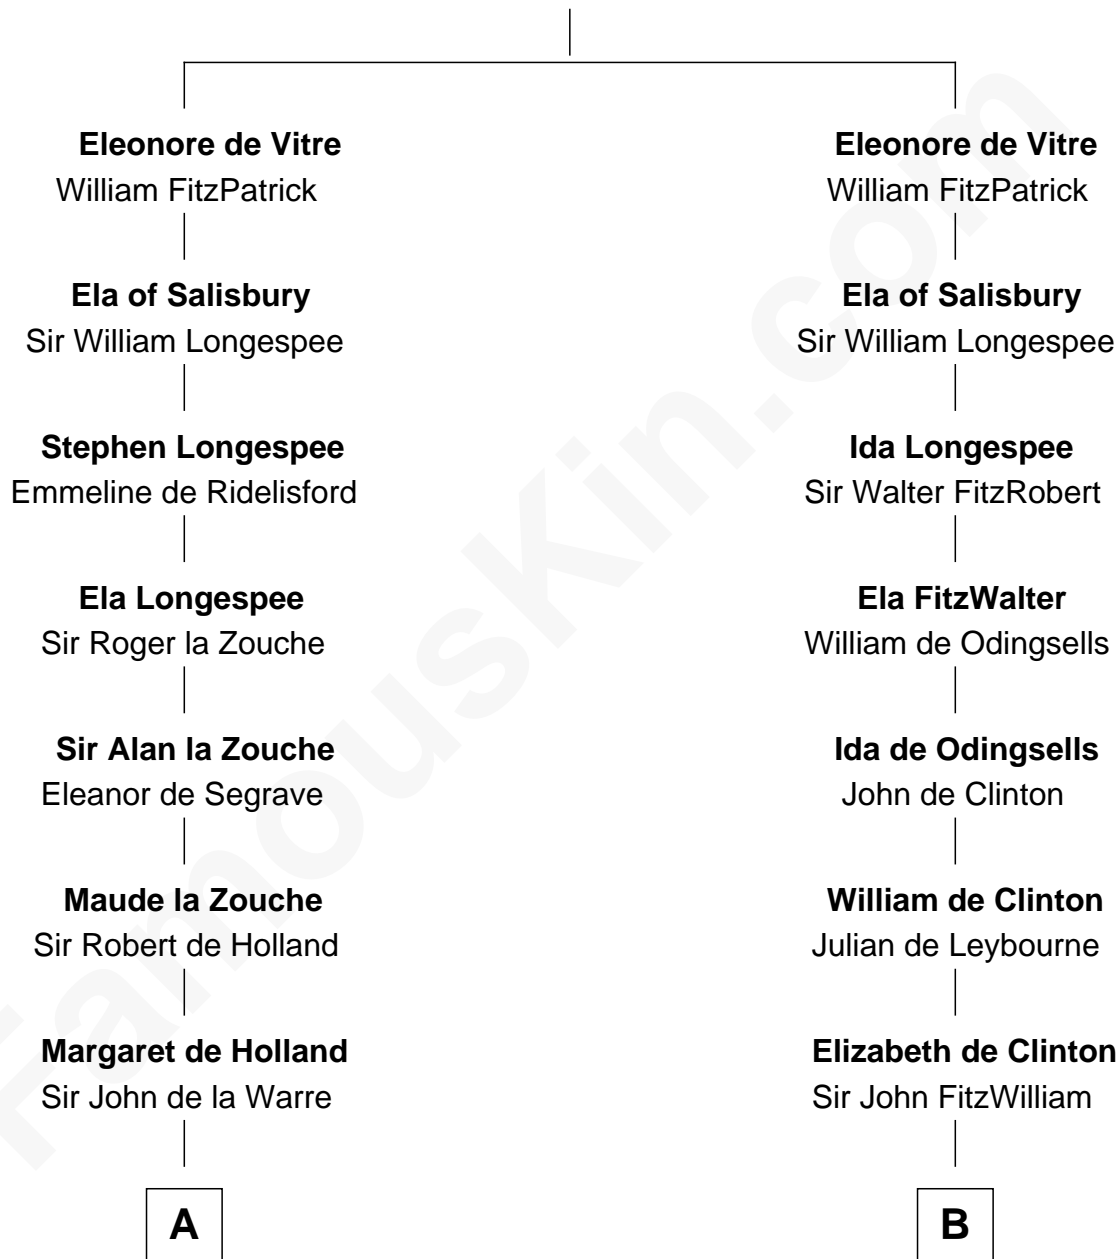 Eleonore de Vitre
William FitzPatrick
Ela of Salisbury
Sir William Longespee
Stephen Longespee
Emmeline de Ridelisford
Ela Longespee
Sir Roger la Zouche
Sir Alan la Zouche
Eleanor de Segrave
Maude la Zouche
Sir Robert de Holland
Margaret de Holland
Sir John de la Warre
A
Eleonore de Vitre
William FitzPatrick
Ela of Salisbury
Sir William Longespee
Ida Longespee
Sir Walter FitzRobert
Ela FitzWalter
William de Odingsells
Ida de Odingsells
John de Clinton
William de Clinton
Julian de Leybourne
Elizabeth de Clinton
Sir John FitzWilliam
B
FamousKin.com